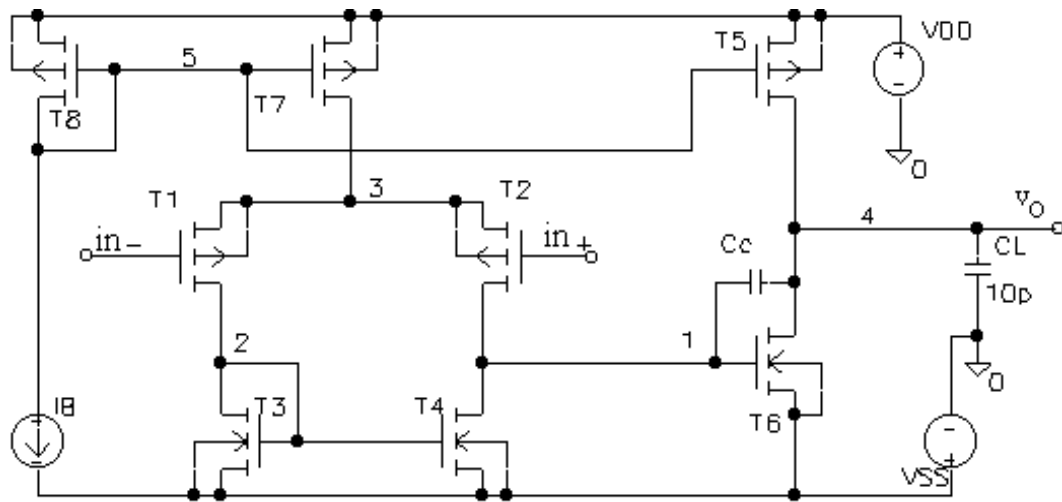 VDD
T5
5
T8
T7
0
T1
3
T2
vO
4
in-
in+
Cc
CL
10p
2
1
0
IB
T3
T4
T6
VSS